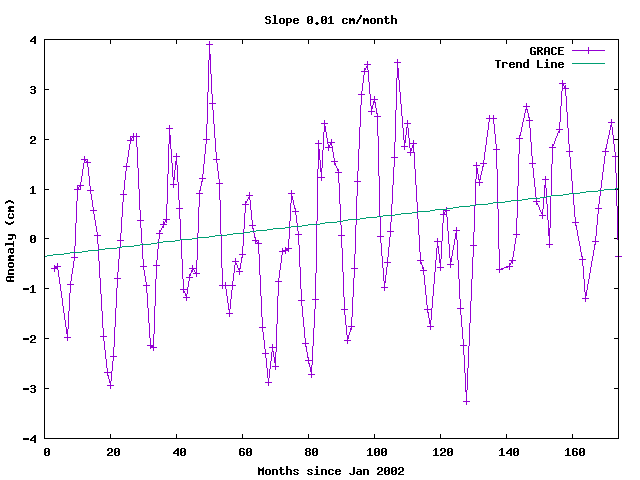 Slope 0.01 cm/month
GRACE
Trend Line
4
3
2
1
0
-1
-2
-3
-4
Anomaly (cm)
0 20 40 60 80 100 120 140 160
Months since Jan 2002